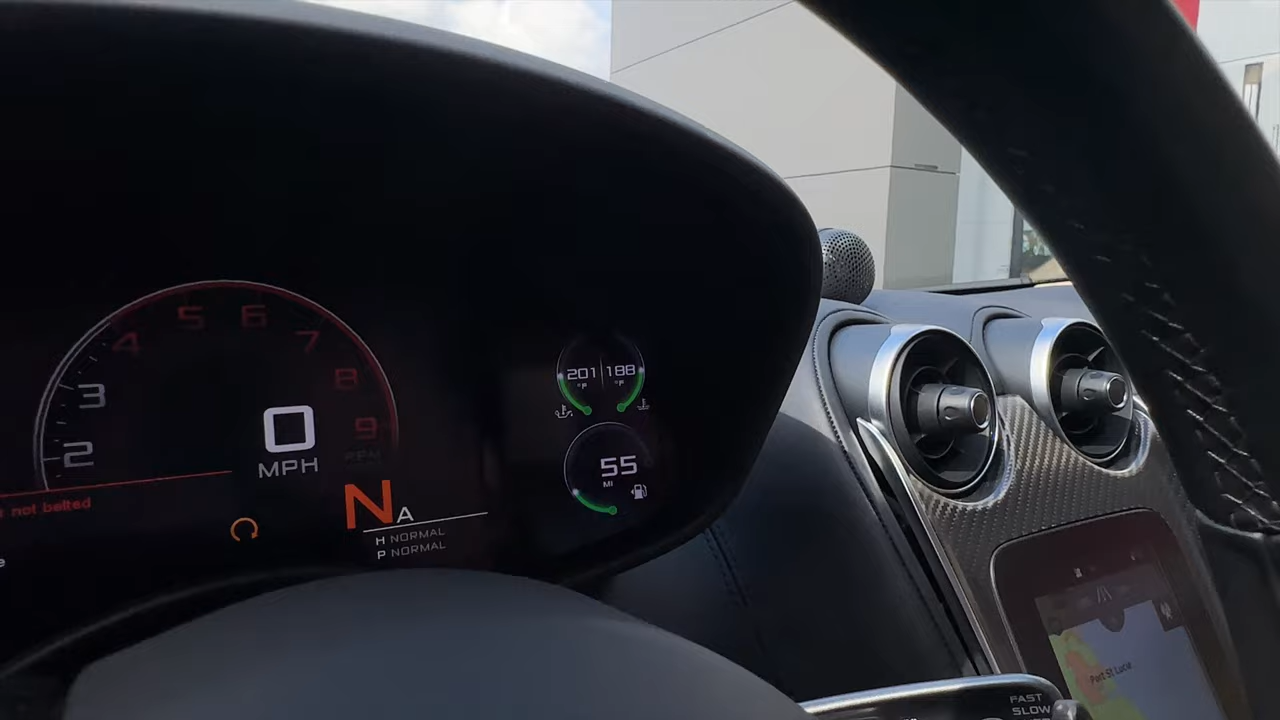 4 5 6 7
3 8
2 9
0
MPH
RPM
not belted
N A
H NORMAL
P NORMAL
201 188
°F °F
55
MI
Port St Lucie
FAST
SLOW